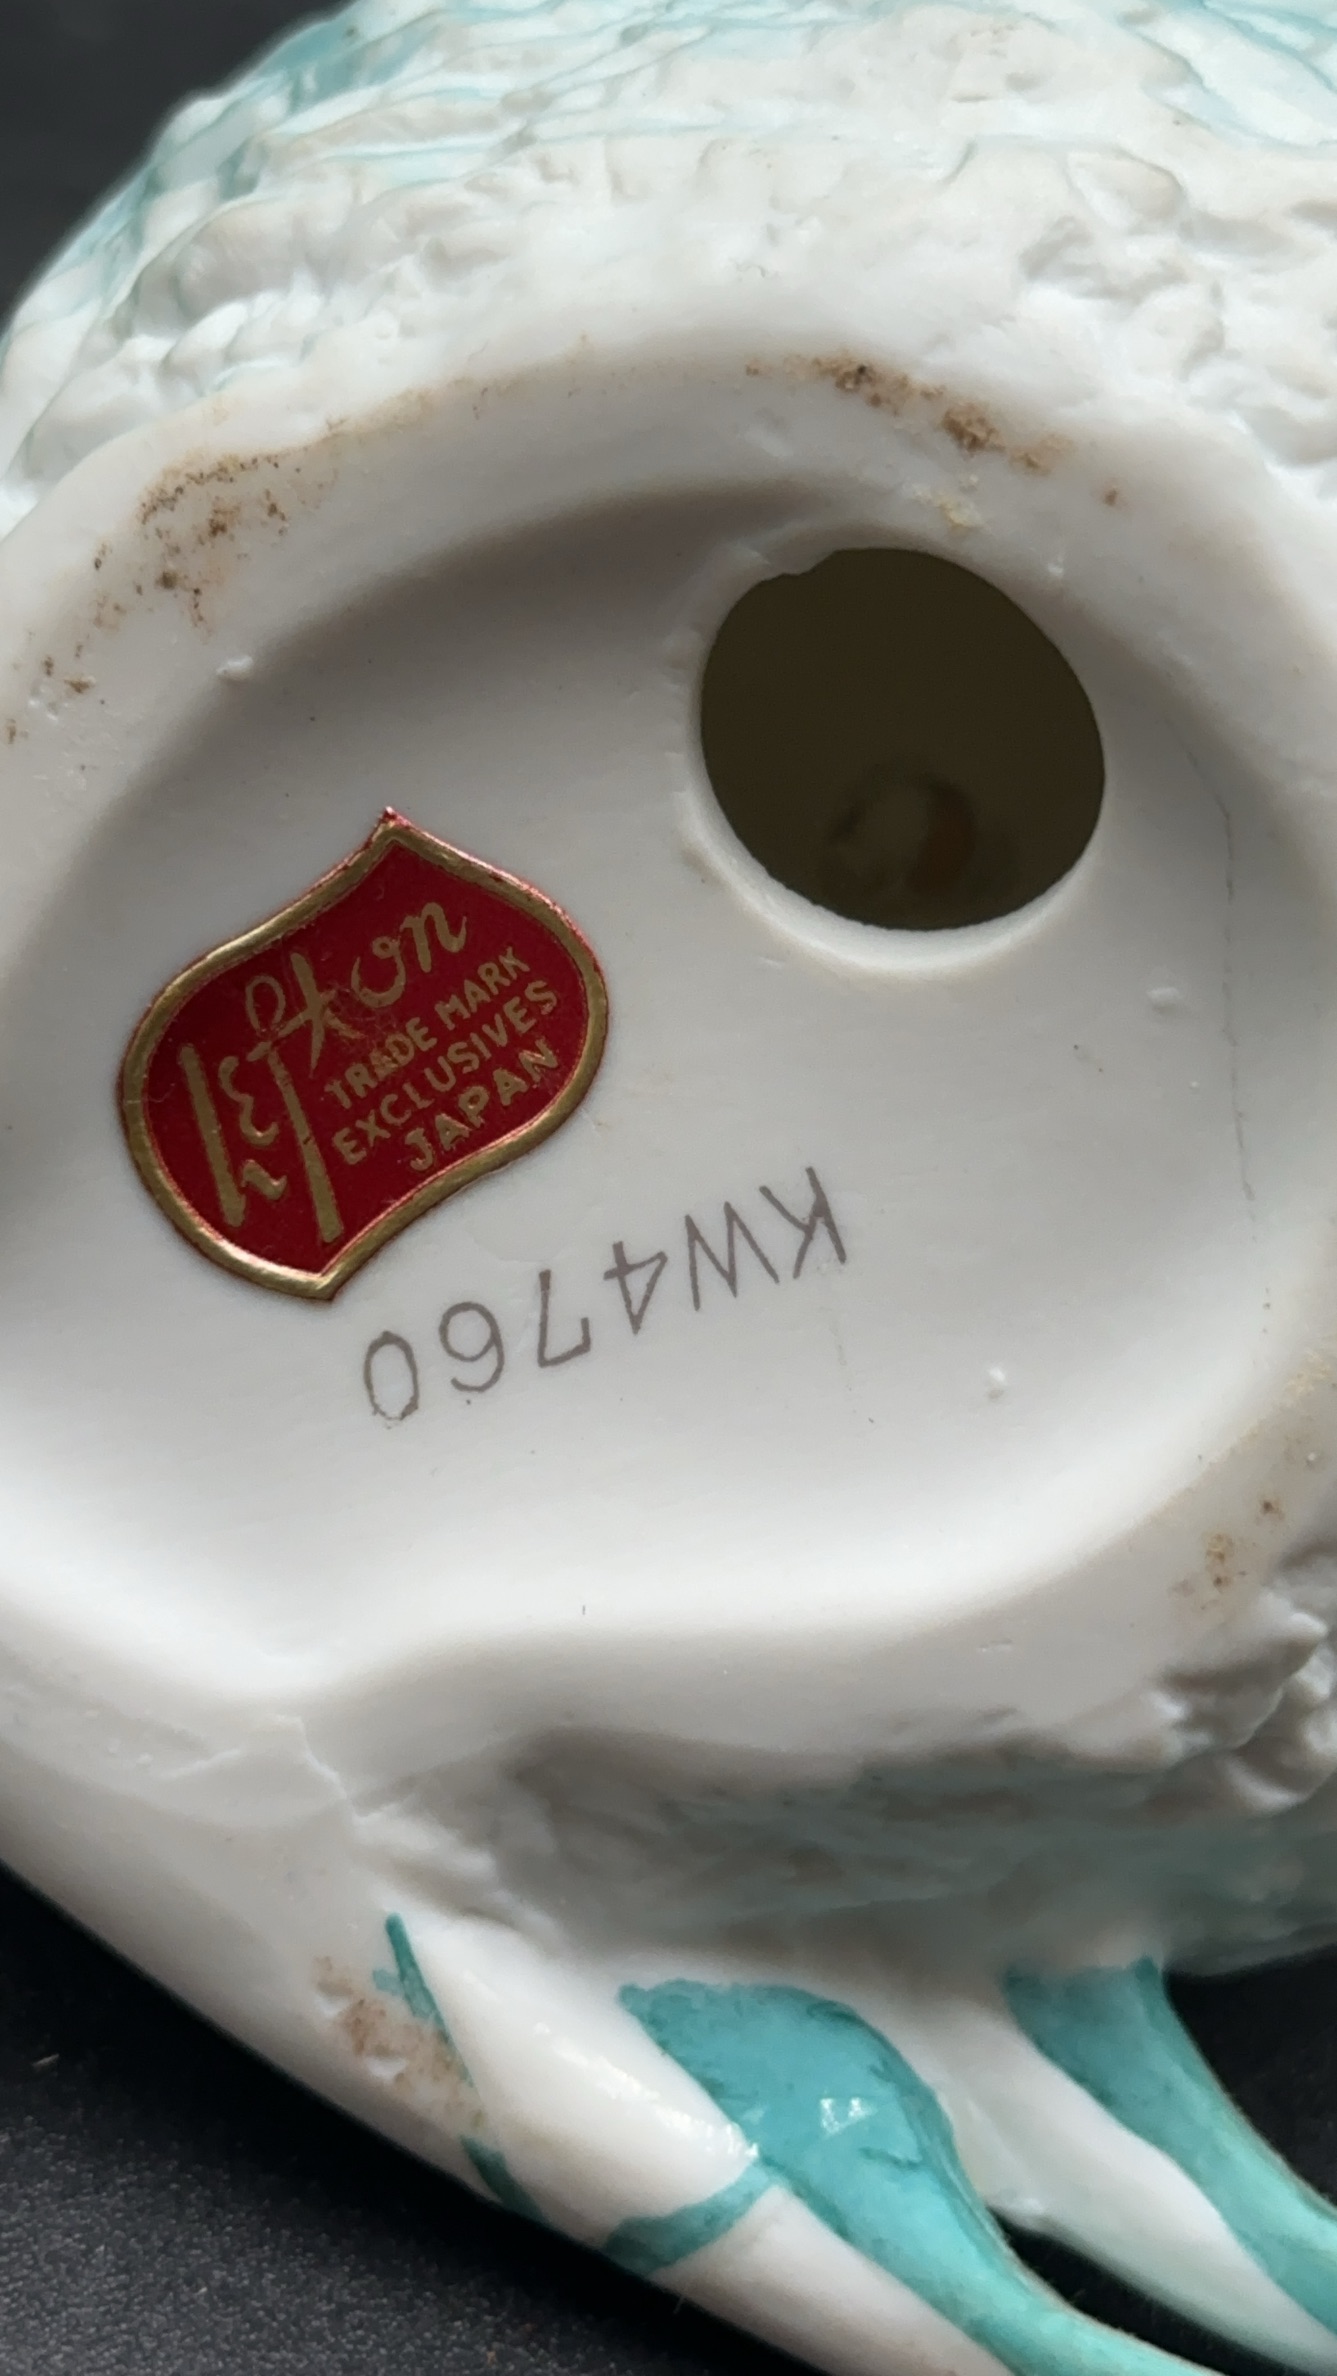 Lefton
TRADE MARK
EXCLUSIVES
JAPAN
KW4760